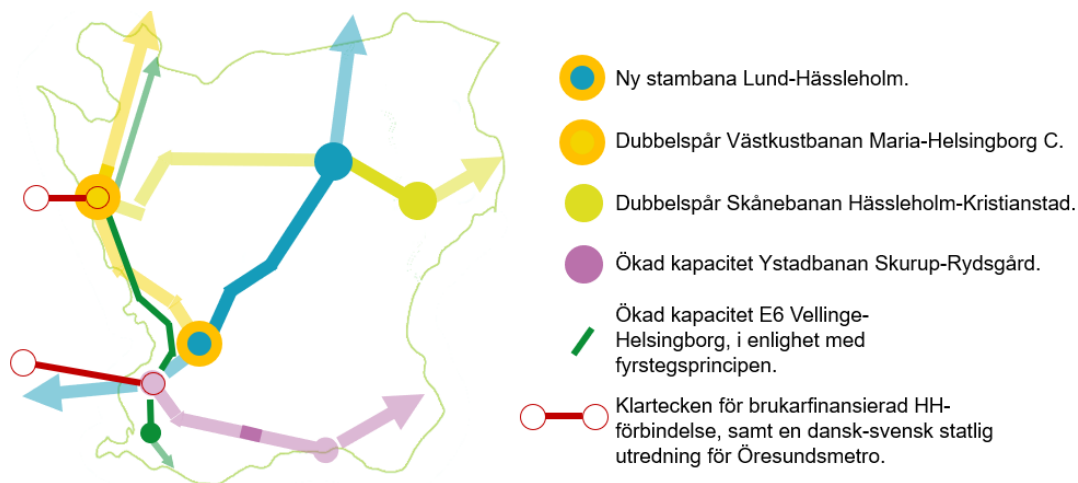 Ny stambana Lund-Hässleholm.
Dubbelspår Västkustbanan Maria-Helsingborg C.
Dubbelspår Skånebanan Hässleholm-Kristianstad.
Ökad kapacitet Ystadbanan Skurup-Rydsgård.
Ökad kapacitet E6 Vellinge-
Helsingborg, i enlighet med
fyrstegsprincipen.
Klartecken för brukarfinansierad HH-
förbindelse, samt en dansk-svensk statlig
utredning för Öresundsmetro.